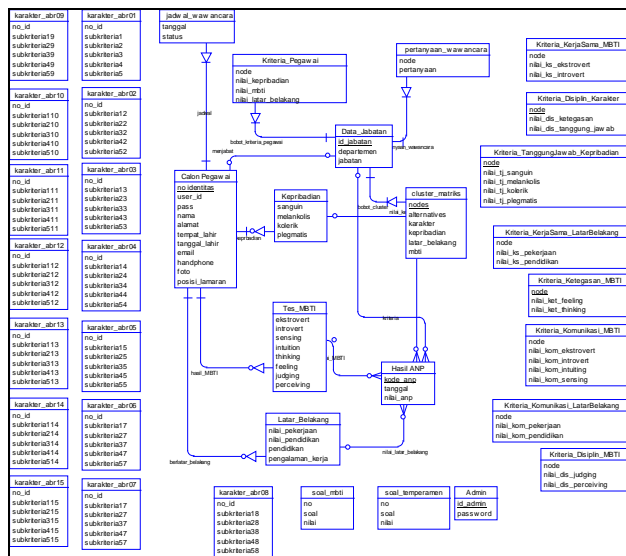 karakter_abr09
no_id
subkriteria19
subkriteria29
subkriteria39
subkriteria49
subkriteria59
karakter_abr01
no_id
subkriteria1
subkriteria2
subkriteria3
subkriteria4
subkriteria5
jadwal_wawancara
tanggal
status
Kriteria_Pegawai
node
nilai_kepribadian
nilai_mbti
nilai_latar_belakang
pertanyaan_wawancara
node
pertanyaan
Kriteria_KerjaSama_MBTI
node
nilai_ks_ekstrovert
nilai_ks_introvert
karakter_abr10
no_id
subkriteria110
subkriteria210
subkriteria310
subkriteria410
subkriteria510
karakter_abr02
no_id
subkriteria12
subkriteria22
subkriteria32
subkriteria42
subkriteria52
jadwal
bobot_kriteria_pegawai
menjabat
Data_Jabatan
id_jabatan
departemen
jabatan
Kriteria_Disiplin_Karakter
node
nilai_dis_ketegasan
nilai_dis_tanggung_jawab
Kriteria_TanggungJawab_Kepribadian
node
nilai_tj_sanguin
nilai_tj_melankolis
nilai_tj_kolerik
nilai_tj_plegmatis
karakter_abr11
no_id
subkriteria111
subkriteria211
subkriteria311
subkriteria411
subkriteria511
karakter_abr03
no_id
subkriteria13
subkriteria23
subkriteria33
subkriteria43
subkriteria53
Calon Pegawai
no identitas
user_id
pass
nama
alamat
tempat_lahir
tanggal_lahir
email
handphone
foto
posisi_lamaran
Kepribadian
sanguin
melankolis
kolerik
plegmatis
bobot_cluster
cluster_matriks
nodes
alternatives
karakter
kepribadian
latar_belakang
mbti
Kriteria_KerjaSama_LatarBelakang
node
nilai_ks_pekerjaan
nilai_ks_pendidikan
karakter_abr12
no_id
subkriteria112
subkriteria212
subkriteria312
subkriteria412
subkriteria512
karakter_abr04
no_id
subkriteria14
subkriteria24
subkriteria34
subkriteria44
subkriteria54
Kriteria_Ketegasan_MBTI
node
nilai_ket_feeling
nilai_ket_thinking
karakter_abr13
no_id
subkriteria113
subkriteria213
subkriteria313
subkriteria413
subkriteria513
karakter_abr05
no_id
subkriteria15
subkriteria25
subkriteria35
subkriteria45
subkriteria55
Tes_MBTI
ekstrovert
introvert
sensing
intuition
thinking
feeling
judging
perceiving
hasil_MBTI
kriteria
Hasil ANP
kode_anp
tanggal
nilai_anp
Kriteria_Komunikasi_MBTI
node
nilai_kom_ekstrovert
nilai_kom_introvert
nilai_kom_intuiting
nilai_kom_sensing
karakter_abr14
no_id
subkriteria114
subkriteria214
subkriteria314
subkriteria414
subkriteria514
karakter_abr06
no_id
subkriteria17
subkriteria27
subkriteria37
subkriteria47
subkriteria57
Latar_Belakang
nilai_pekerjaan
nilai_pendidikan
pendidikan
pengalaman_kerja
berlatar_belakang
nilai_latar_belakang
Kriteria_Komunikasi_LatarBelakang
node
nilai_kom_pekerjaan
nilai_kom_pendidikan
Kriteria_Disiplin_MBTI
node
nilai_dis_judging
nilai_dis_perceiving
karakter_abr15
no_id
subkriteria115
subkriteria215
subkriteria315
subkriteria415
subkriteria515
karakter_abr07
no_id
subkriteria17
subkriteria27
subkriteria37
subkriteria47
subkriteria57
karakter_abr08
no_id
subkriteria18
subkriteria28
subkriteria38
subkriteria48
subkriteria58
soal_mbti
no
soal
nilai
soal_temperamen
no
soal
nilai
Admin
id_admin
password